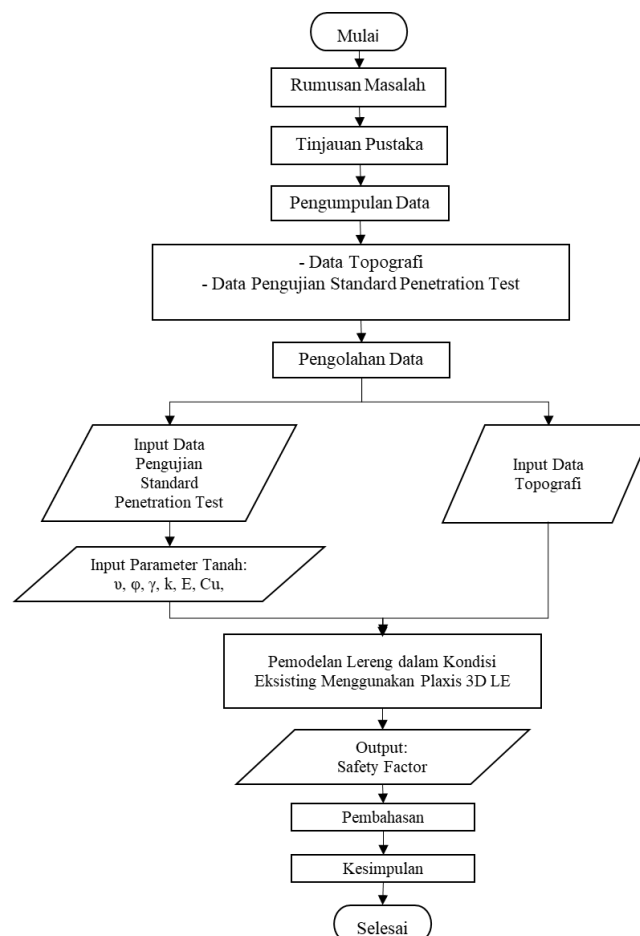 Mulai
Rumusan Masalah
Tinjauan Pustaka
Pengumpulan Data
- Data Topografi
- Data Pengujian Standard Penetration Test
Pengolahan Data
Input Data
Pengujian
Standard
Penetration Test
Input Data
Topografi
Input Parameter Tanah:
υ, φ, γ, k, E, Cu,
Pemodelan Lereng dalam Kondisi
Eksisting Menggunakan Plaxis 3D LE
Output:
Safety Factor
Pembahasan
Kesimpulan
Selesai